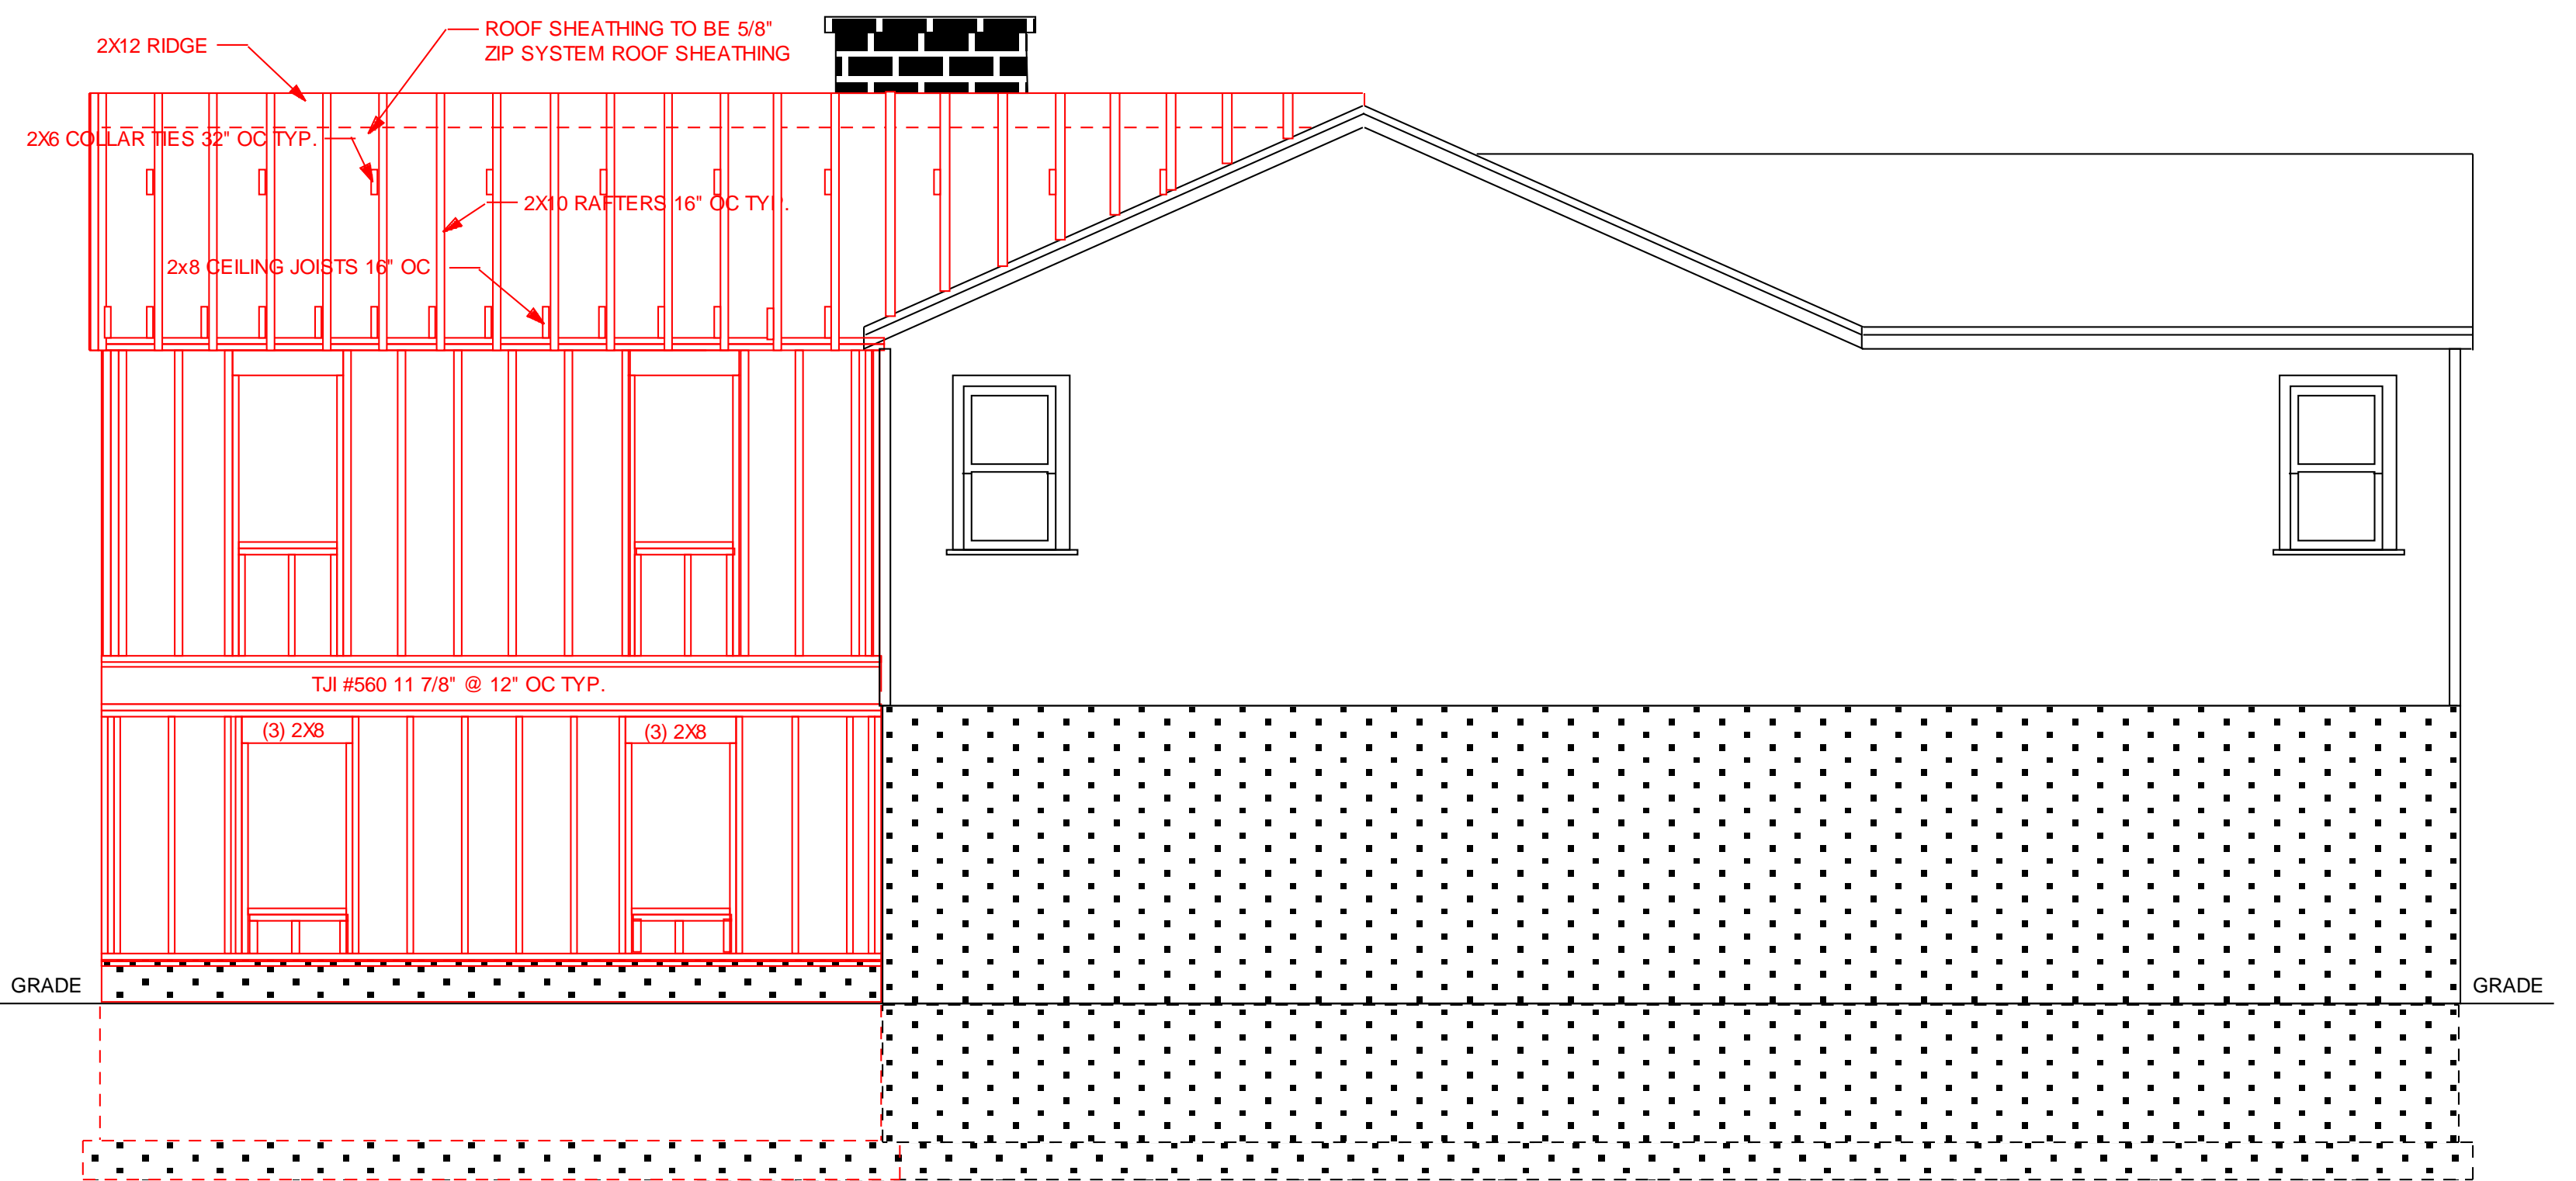 ROOF SHEATHING TO BE 5/8"
ZIP SYSTEM ROOF SHEATHING
2X12 RIDGE
2X6 COLLAR TIES 32" OC TYP.
2X10 RAFTERS 16" OC TYP.
2x8 CEILING JOISTS 16" OC
TJI #560 11 7/8" @ 12" OC TYP.
(3) 2X8
(3) 2X8
GRADE
GRADE